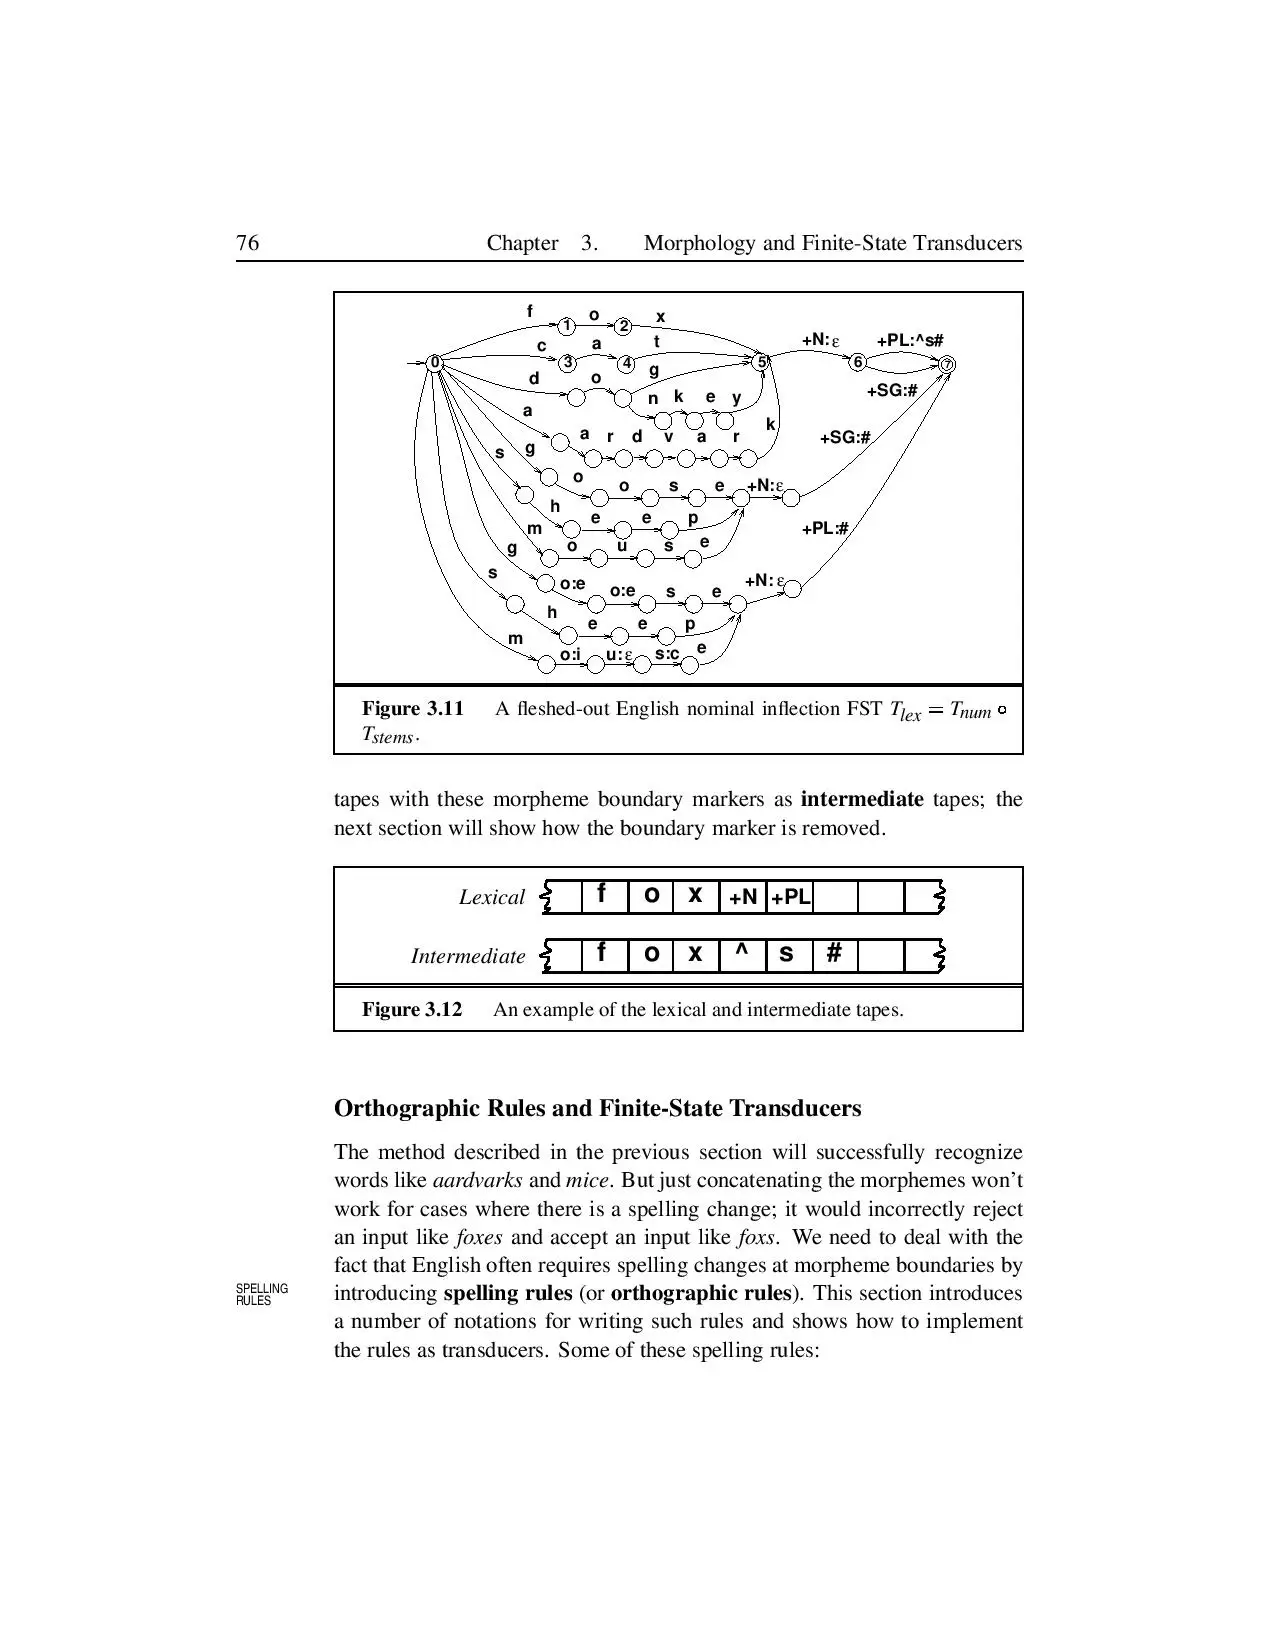 76 Chapter 3. Morphology and Finite-State Transducers
f o x
+N:ε +PL:^s#
c a t
0 1 2 3 4 5 6 7
d o g
+SG:#
n k e y
a a r d v a r k
+SG:#
g o o s e +N:ε
s h e e p
+PL:#
m o u s e
g o:e o:e s e +N:ε
s h e e p
m o:i u:ε s:c e
Figure 3.11 A fleshed-out English nominal inflection FST Tlex = Tnum ∘
Tstems.
tapes with these morpheme boundary markers as intermediate tapes; the
next section will show how the boundary marker is removed.
Lexical f o x +N +PL
Intermediate f o x ^ s #
Figure 3.12 An example of the lexical and intermediate tapes.
Orthographic Rules and Finite-State Transducers
The method described in the previous section will successfully recognize
words like aardvarks and mice. But just concatenating the morphemes won't
work for cases where there is a spelling change; it would incorrectly reject
an input like foxes and accept an input like foxs. We need to deal with the
fact that English often requires spelling changes at morpheme boundaries by
SPELLING
RULES
introducing spelling rules (or orthographic rules). This section introduces
a number of notations for writing such rules and shows how to implement
the rules as transducers. Some of these spelling rules: